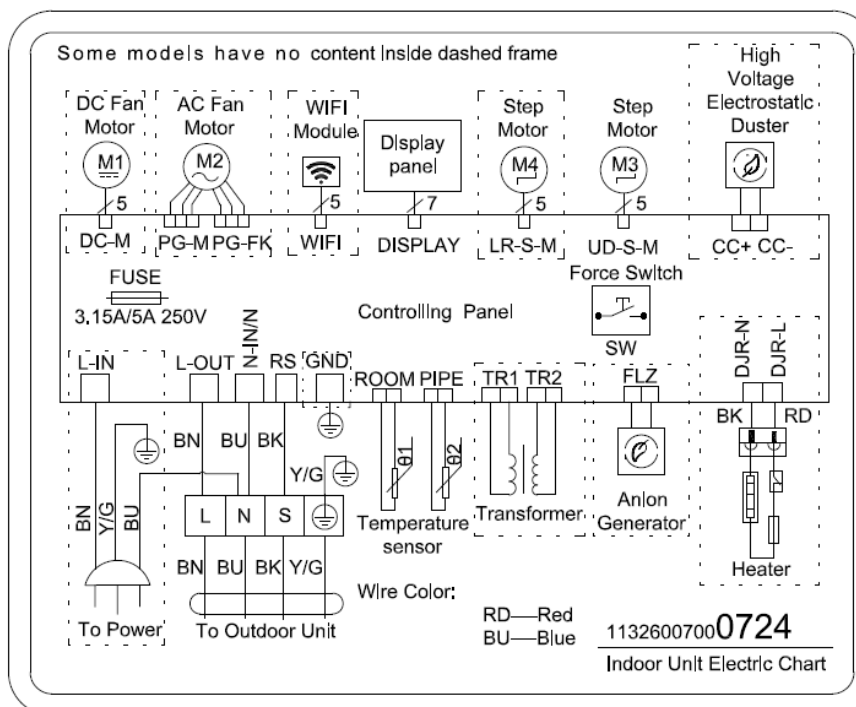 Some models have no content inside dashed frame
DC Fan Motor
AC Fan Motor
WIFI Module
Display panel
Step Motor
Step Motor
High Voltage Electrostatic Duster
M1
M2
M4
M3
5
5
7
5
5
DC-M
PG-M PG-FK
WIFI
DISPLAY
LR-S-M
UD-S-M
CC+ CC-
FUSE
3.15A/5A 250V
Controlling Panel
Force Switch
SW
L-IN
L-OUT
N-IN/N
RS
GND
ROOM
PIPE
TR1
TR2
FLZ
DJR-N
DJR-L
BN
BU
BK
Y/G
θ1
θ2
BK
RD
BN
Y/G
BU
L
N
S
Temperature sensor
Transformer
Anion Generator
Heater
BN
BU
BK
Y/G
To Power
To Outdoor Unit
Wire Color:
RD—Red
BU—Blue
11326007000724
Indoor Unit Electric Chart